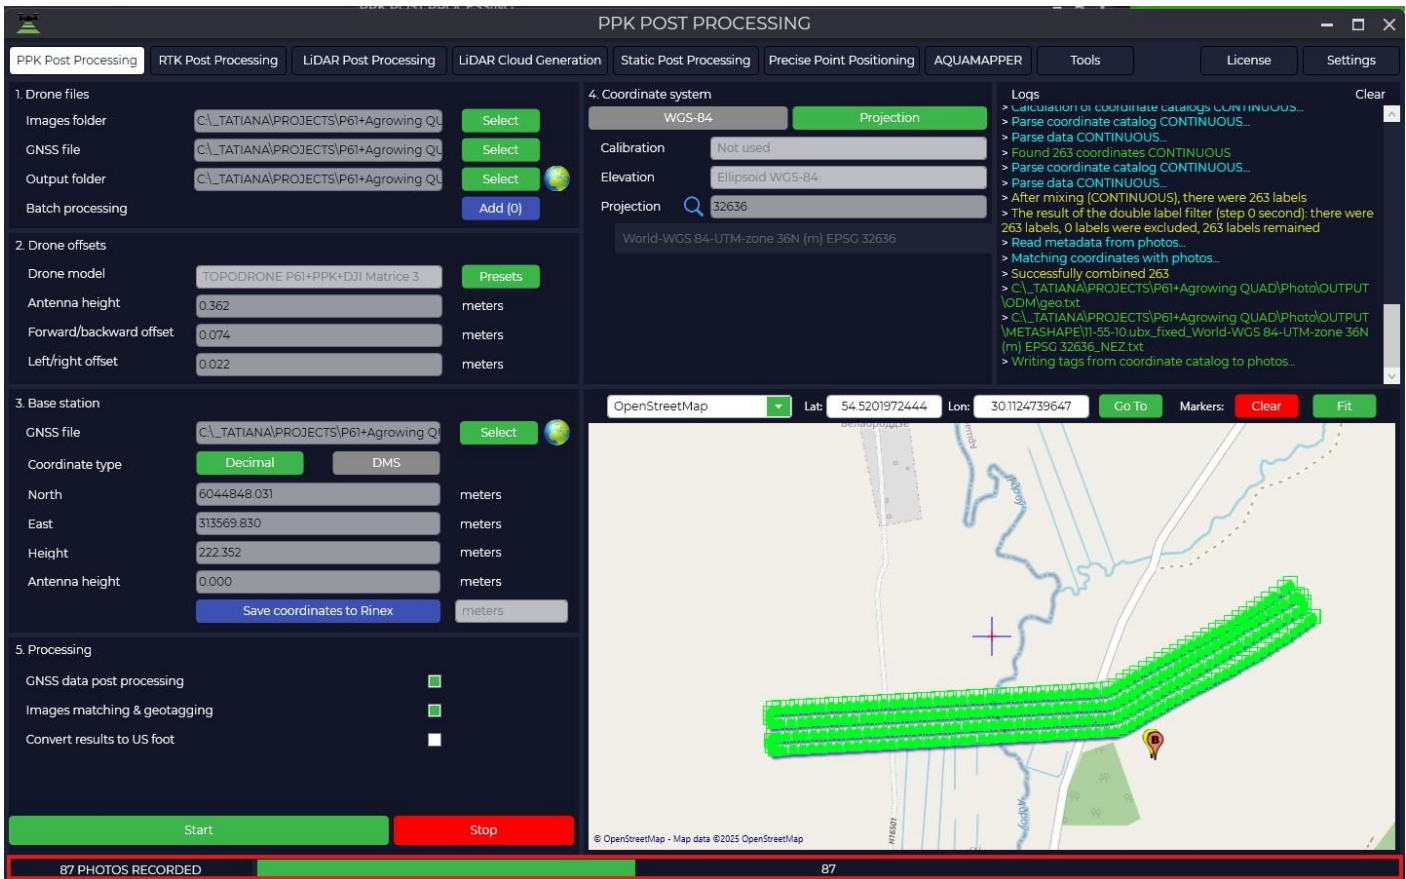 PPK POST PROCESSING
PPK Post Processing
RTK Post Processing
LiDAR Post Processing
LiDAR Cloud Generation
Static Post Processing
Precise Point Positioning
AQUAMAPPER
Tools
License
Settings
1. Drone files
Images folder
C:\_TATIANA\PROJECTS\P61+Agrowing QU
Select
GNSS file
C:\_TATIANA\PROJECTS\P61+Agrowing QU
Select
Output folder
C:\_TATIANA\PROJECTS\P61+Agrowing QU
Select
Batch processing
Add (0)
2. Drone offsets
Drone model
TOPODRONE P61+PPK+DJI Matrice 3
Presets
Antenna height
0.362
meters
Forward/backward offset
0.074
meters
Left/right offset
0.022
meters
3. Base station
GNSS file
C:\_TATIANA\PROJECTS\P61+Agrowing QU
Select
Coordinate type
Decimal
DMS
North
6044848.031
meters
East
313569.830
meters
Height
222.352
meters
Antenna height
0.000
meters
Save coordinates to Rinex
meters
5. Processing
GNSS data post processing
Images matching & geotagging
Convert results to US foot
Start
Stop
4. Coordinate system
WGS-84
Projection
Calibration
Not used
Elevation
Ellipsoid WGS-84
Projection
32636
World-WGS 84-UTM-zone 36N (m) EPSG 32636
Logs
Clear
> Calculation of coordinate catalogs CONTINUOUS...
> Parse coordinate catalog CONTINUOUS...
> Parse data CONTINUOUS...
> Found 263 coordinates CONTINUOUS
> Parse coordinate catalog CONTINUOUS...
> Parse data CONTINUOUS...
> After mixing (CONTINUOUS), there were 263 labels
> The result of the double label filter (step 0 second): there were
263 labels, 0 labels were excluded, 263 labels remained
> Read metadata from photos...
> Matching coordinates with photos...
> Successfully combined 263
> C:\_TATIANA\PROJECTS\P61+Agrowing QUAD\Photo\OUTPUT
\ODM\geo.txt
> C:\_TATIANA\PROJECTS\P61+Agrowing QUAD\Photo\OUTPUT
\METASHAPE\11-55-10.ubx_fixed_World-WGS 84-UTM-zone 36N
(m) EPSG 32636_NEZ.txt
> Writing tags from coordinate catalog to photos...
OpenStreetMap
Lat:
54.5201972444
Lon:
30.1124739647
Go To
Markers:
Clear
Fit
B
H16501
© OpenStreetMap - Map data ©2025 OpenStreetMap
87 PHOTOS RECORDED
87